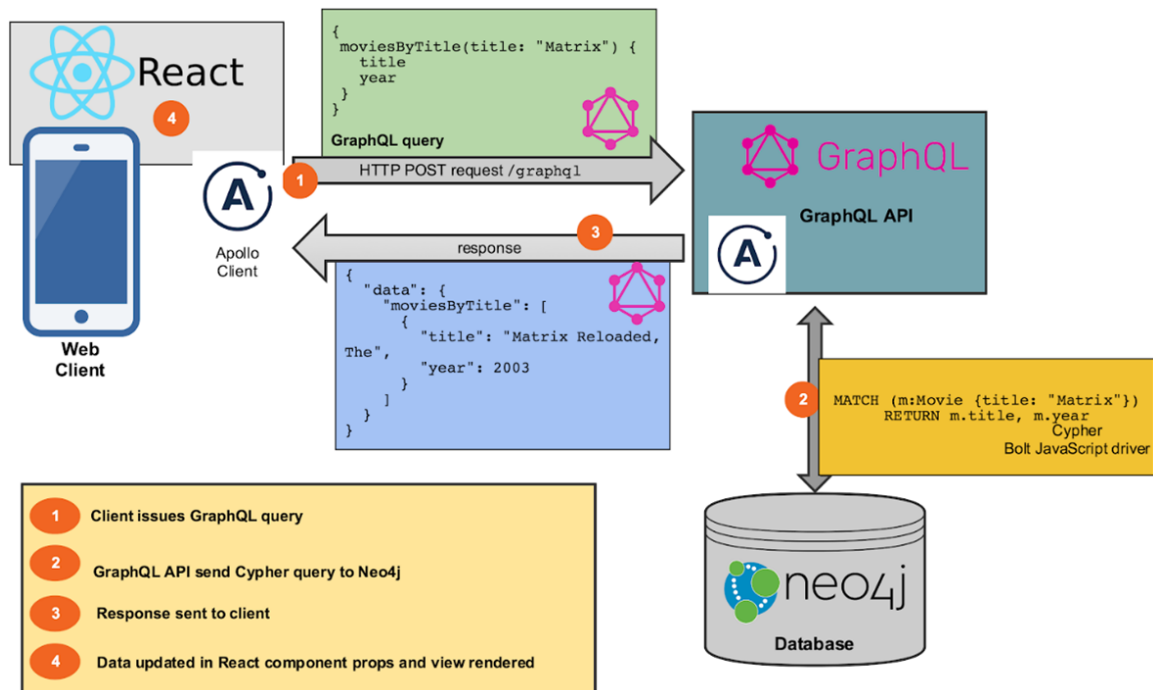 React
4
{
moviesByTitle(title: "Matrix") {
title
year
}
}
GraphQL query
1
HTTP POST request /graphql
A
Apollo
Client
3
response
{
"data": {
"moviesByTitle": [
{
"title": "Matrix Reloaded,
The",
"year": 2003
}
]
}
}
Web
Client
GraphQL
GraphQL API
A
2
MATCH (m:Movie {title: "Matrix"})
RETURN m.title, m.year
Cypher
Bolt JavaScript driver
neo4j
Database
1 Client issues GraphQL query
2 GraphQL API send Cypher query to Neo4j
3 Response sent to client
4 Data updated in React component props and view rendered